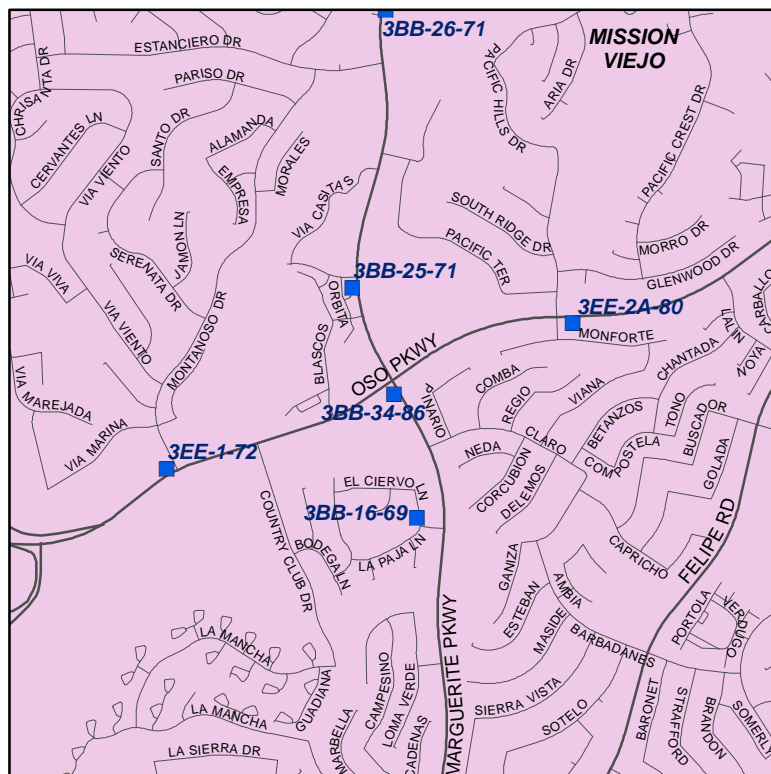 3BB-26-71
MISSION
VIEJO
ESTANCIERO DR
PARISO DR
CHRISANTA DR
CERVANTES LN
VIA VIENTO
SANTO DR
ALAMANDA
EMPRESA
MORALES
PACIFIC HILLS DR
ARIA DR
PACIFIC CREST DR
VIA CASITAS
SOUTH RIDGE DR
PACIFIC TER
MORRO DR
GLENWOOD DR
JAMON LN
SERENATA DR
VIA VIVA
VIA VIENTO
MONTANOSO DR
3BB-25-71
ORBITA
BLASCOS
3EE-2A-80
MONFORTE
LALIN
CARBALLO
NOYA
CHANTADA
OSO PKWY
VIA MAREJADA
VIA MARINA
3BB-34-86
PINARIO
COMBA
REGIO
VIANA
BETANZOS
COMPOSTELA
TONO
BUSCADOR
GOLADA
3EE-1-72
NEDA
CLARO
CORCUBION
DELEMOS
EL CIERVO LN
3BB-16-69
COUNTRY CLUB DR
BODEGA LN
LA PAJA LN
GANIZA
CAPRICHO
FELIPE RD
ESTEBAN
AMBIA
MASIDE
PORTOLA
VERDUGO
BARBADANES
LA MANCHA
LA MANCHA
GUADIANA
CAMPESINO
LOMA VERDE
MARGUERITE PKWY
SIERRA VISTA
SOTELO
BARONET
STRAFFORD
BRANDON
SOMERLY
LA SIERRA DR
MARBELLA
CADENAS